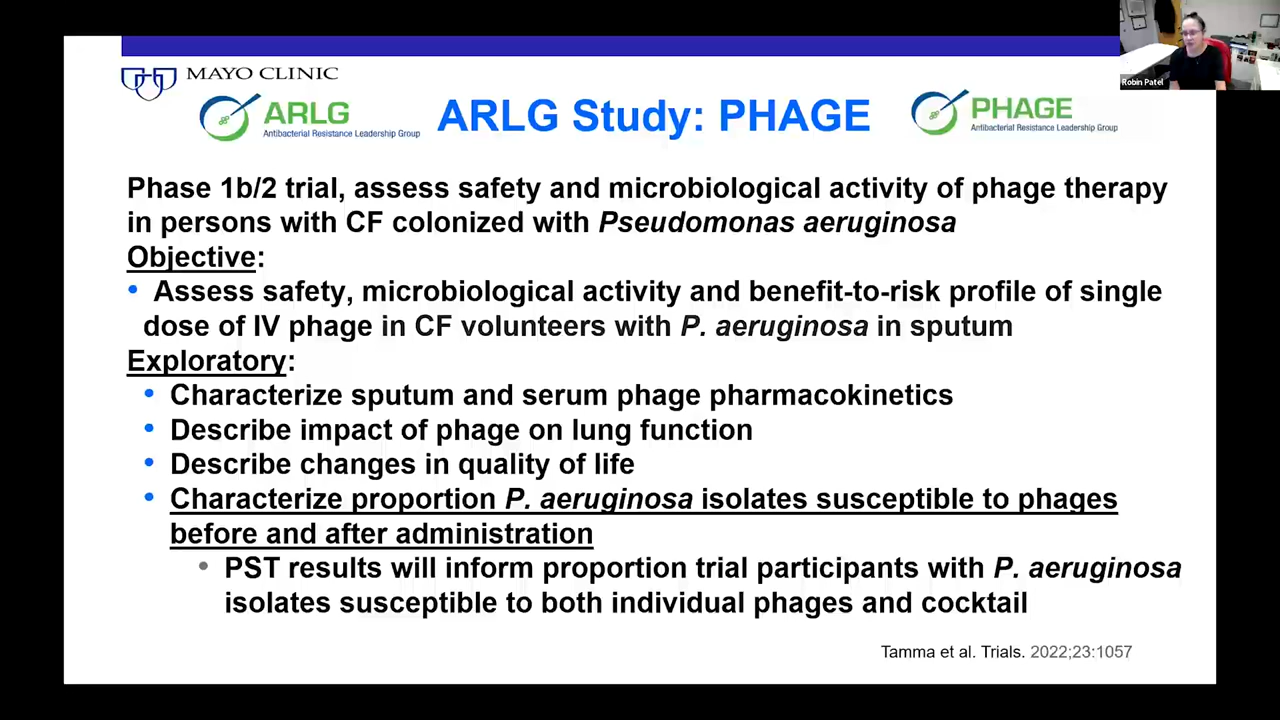 Robin Patel
MAYO CLINIC
ARLG
Antibacterial Resistance Leadership Group
ARLG Study: PHAGE
PHAGE
Antibacterial Resistance Leadership Group
Phase 1b/2 trial, assess safety and microbiological activity of phage therapy
in persons with CF colonized with Pseudomonas aeruginosa
Objective:
• Assess safety, microbiological activity and benefit-to-risk profile of single
dose of IV phage in CF volunteers with P. aeruginosa in sputum
Exploratory:
• Characterize sputum and serum phage pharmacokinetics
• Describe impact of phage on lung function
• Describe changes in quality of life
• Characterize proportion P. aeruginosa isolates susceptible to phages
before and after administration
• PST results will inform proportion trial participants with P. aeruginosa
isolates susceptible to both individual phages and cocktail
Tamma et al. Trials. 2022;23:1057